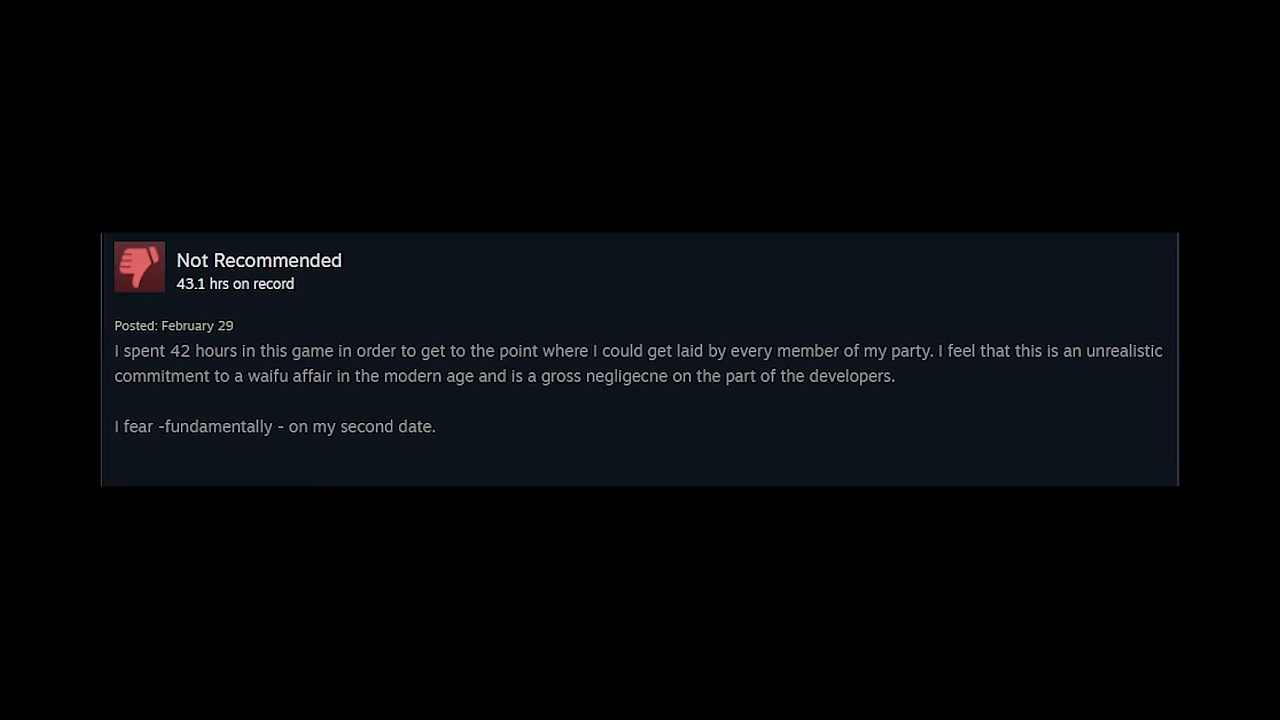 Not Recommended
43.1 hrs on record
Posted: February 29
I spent 42 hours in this game in order to get to the point where I could get laid by every member of my party. I feel that this is an unrealistic
commitment to a waifu affair in the modern age and is a gross negligecne on the part of the developers.
I fear -fundamentally - on my second date.